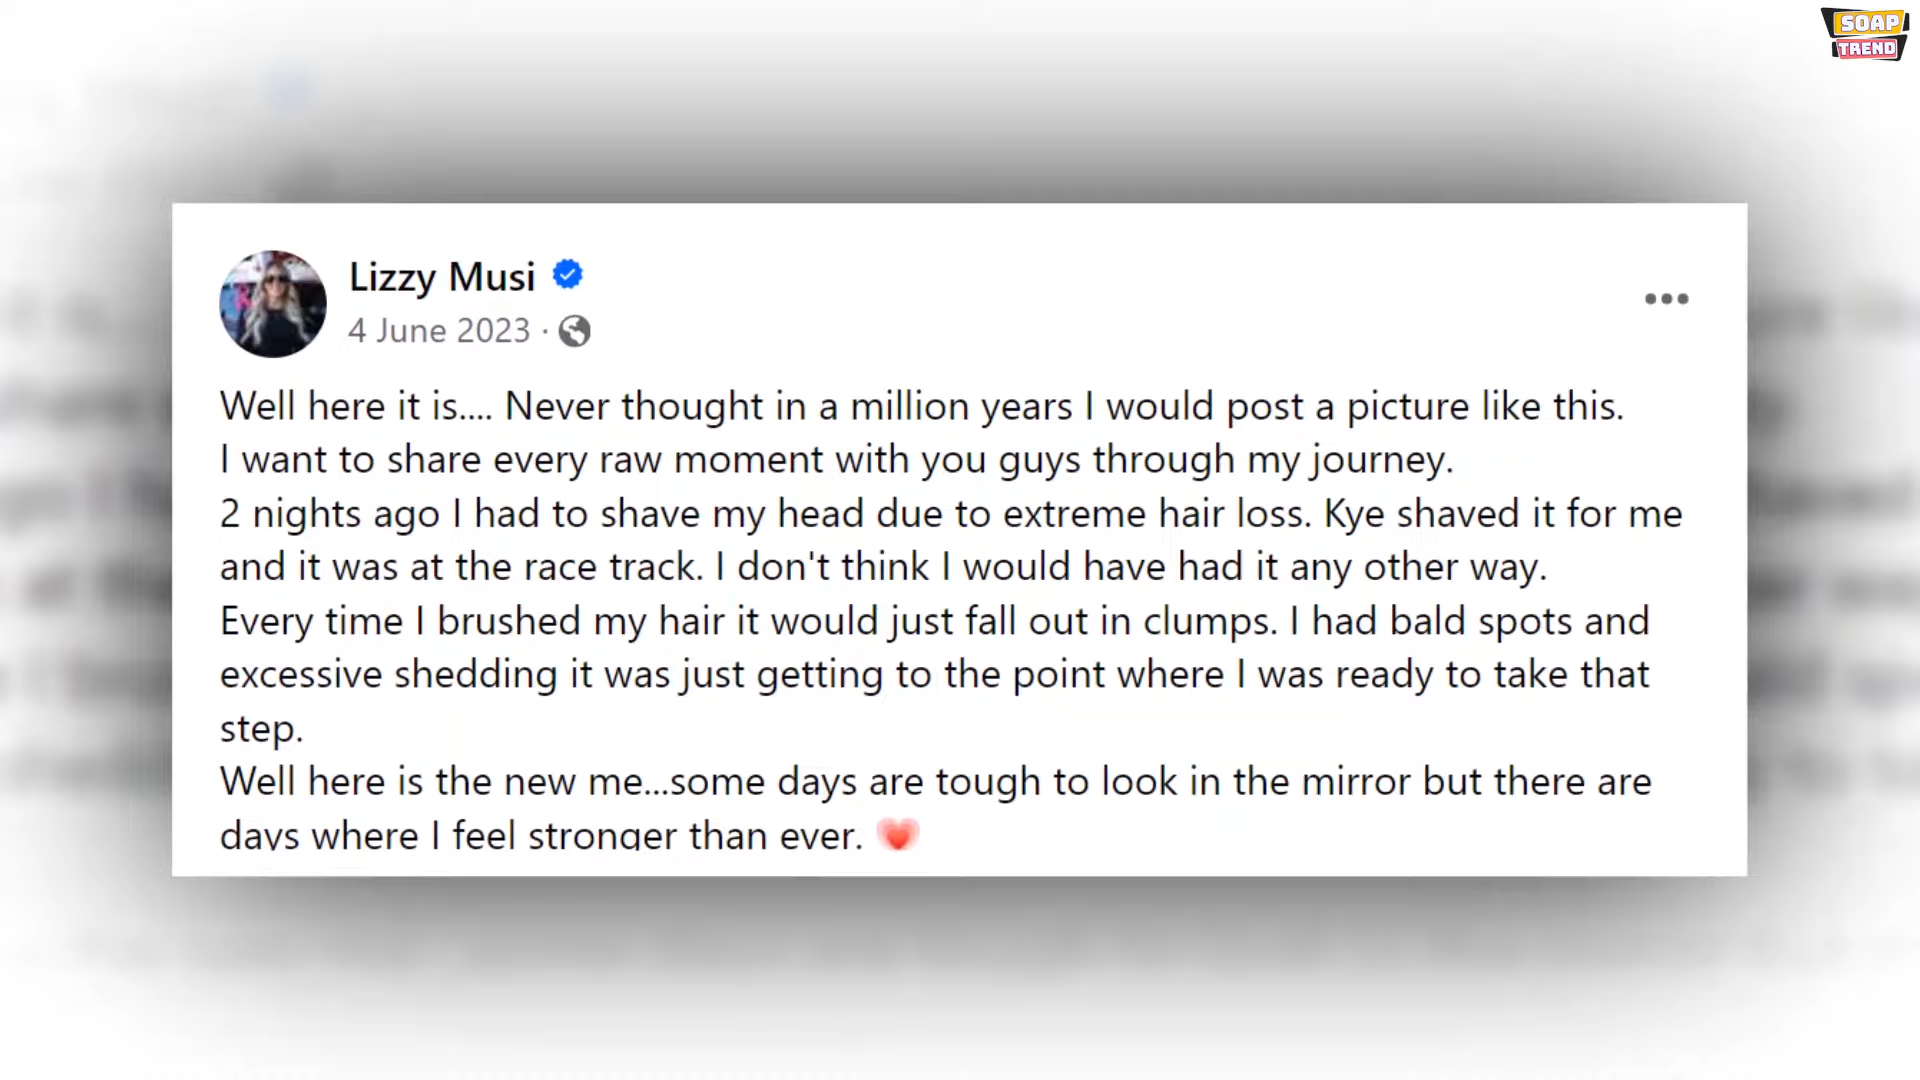 SOAP
TREND
Lizzy Musi
4 June 2023 ·
Well here it is.... Never thought in a million years I would post a picture like this.
I want to share every raw moment with you guys through my journey.
2 nights ago I had to shave my head due to extreme hair loss. Kye shaved it for me
and it was at the race track. I don't think I would have had it any other way.
Every time I brushed my hair it would just fall out in clumps. I had bald spots and
excessive shedding it was just getting to the point where I was ready to take that
step.
Well here is the new me...some days are tough to look in the mirror but there are
days where I feel stronger than ever. ❤️